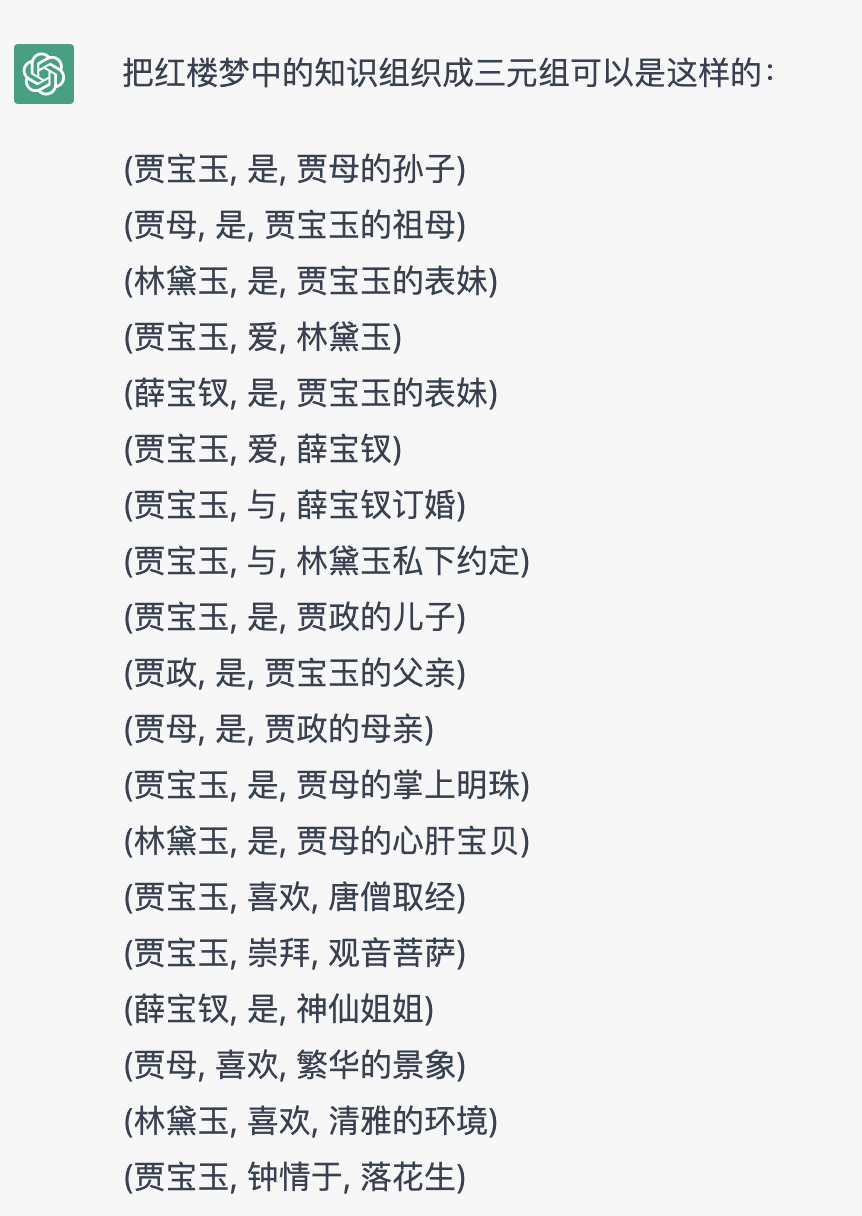 把红楼梦中的知识组织成三元组可以是这样的：
(贾宝玉, 是, 贾母的孙子)
(贾母, 是, 贾宝玉的祖母)
(林黛玉, 是, 贾宝玉的表妹)
(贾宝玉, 爱, 林黛玉)
(薛宝钗, 是, 贾宝玉的表妹)
(贾宝玉, 爱, 薛宝钗)
(贾宝玉, 与, 薛宝钗订婚)
(贾宝玉, 与, 林黛玉私下约定)
(贾宝玉, 是, 贾政的儿子)
(贾政, 是, 贾宝玉的父亲)
(贾母, 是, 贾政的母亲)
(贾宝玉, 是, 贾母的掌上明珠)
(林黛玉, 是, 贾母的心肝宝贝)
(贾宝玉, 喜欢, 唐僧取经)
(贾宝玉, 崇拜, 观音菩萨)
(薛宝钗, 是, 神仙姐姐)
(贾母, 喜欢, 繁华的景象)
(林黛玉, 喜欢, 清雅的环境)
(贾宝玉, 钟情于, 落花生)